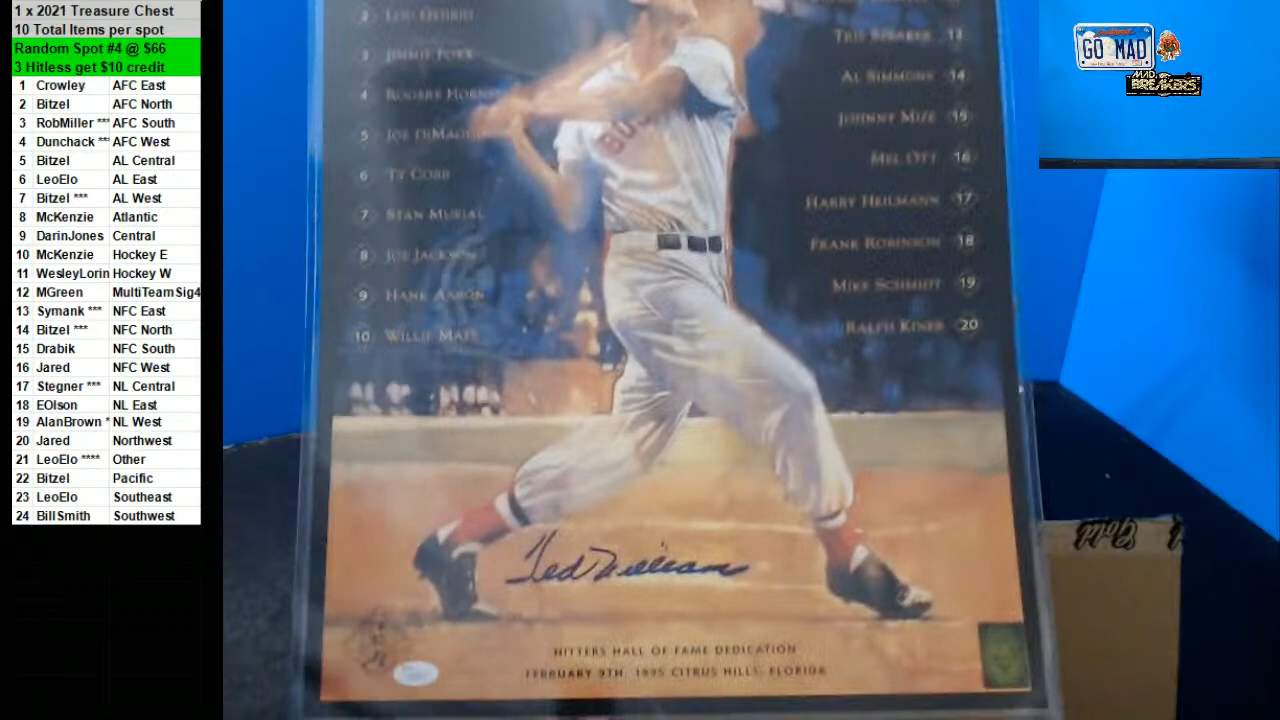 1 x 2021 Treasure Chest
10 Total Items per spot
Random Spot #4 @ $66
3 Hitless get $10 credit
1 Crowley AFC East
2 Bitzel AFC North
3 RobMiller *** AFC South
4 Dunchack *** AFC West
5 Bitzel AL Central
6 LeoElo AL East
7 Bitzel *** AL West
8 McKenzie Atlantic
9 DarinJones Central
10 McKenzie Hockey E
11 WesleyLorin Hockey W
12 MGreen MultiTeamSig4
13 Symank *** NFC East
14 Bitzel *** NFC North
15 Drabik NFC South
16 Jared NFC West
17 Stegner *** NL Central
18 EOlson NL East
19 AlanBrown * NL West
20 Jared Northwest
21 LeoElo **** Other
22 Bitzel Pacific
23 LeoElo Southeast
24 BillSmith Southwest
2 LOU GEHRIG
3 JIMMIE FOXX
4 ROGERS HORNS
5 JOE DIMAGG
6 TY COBB
7 STAN MUSIAL
8 JOE JACKSON
9 HANK AARON
10 WILLIE MAYS
TRIS SPEAKER 13
AL SIMMONS 14
JOHNNY MIZE 15
MEL OTT 16
HARRY HEILMANN 17
FRANK ROBINSON 18
MIKE SCHMIDT 19
RALPH KINER 20
Ted Williams
HITTERS HALL OF FAME DEDICATION
FEBRUARY 9TH, 1995 CITRUS HILLS, FLORIDA
GO MAD
MAD
BREAKERS